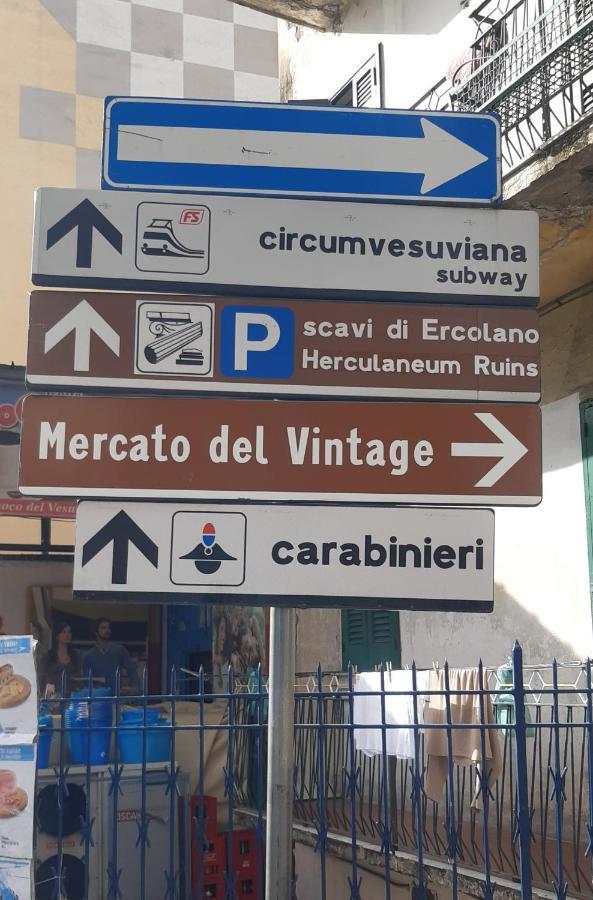 FS
circumvesuviana
subway
P
scavi di Ercolano
Herculaneum Ruins
Mercato del Vintage
carabinieri